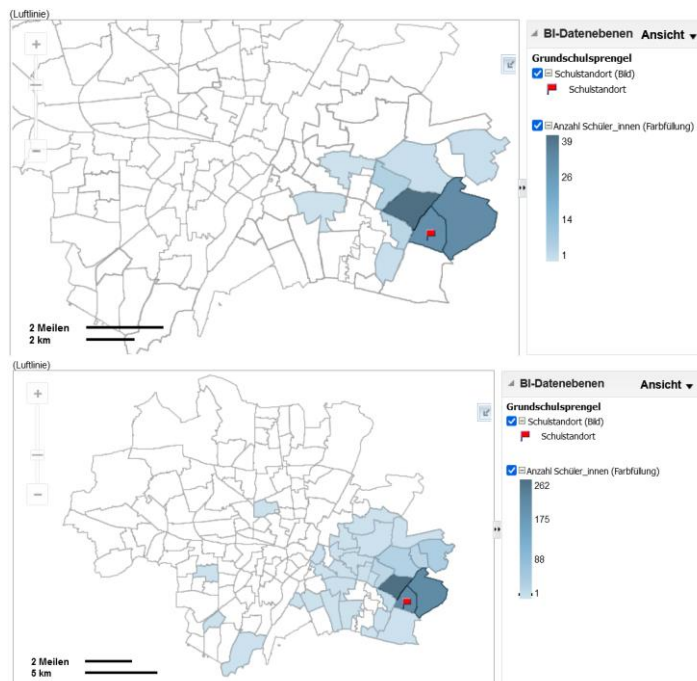 (Luftlinie)
BI-Datenebenen Ansicht
Grundschulsprengel
Schulstandort (Bild)
Schulstandort
Anzahl Schüler_innen (Farbfüllung)
39
26
14
1
2 Meilen
2 km
(Luftlinie)
BI-Datenebenen Ansicht
Grundschulsprengel
Schulstandort (Bild)
Schulstandort
Anzahl Schüler_innen (Farbfüllung)
262
175
88
1
2 Meilen
5 km